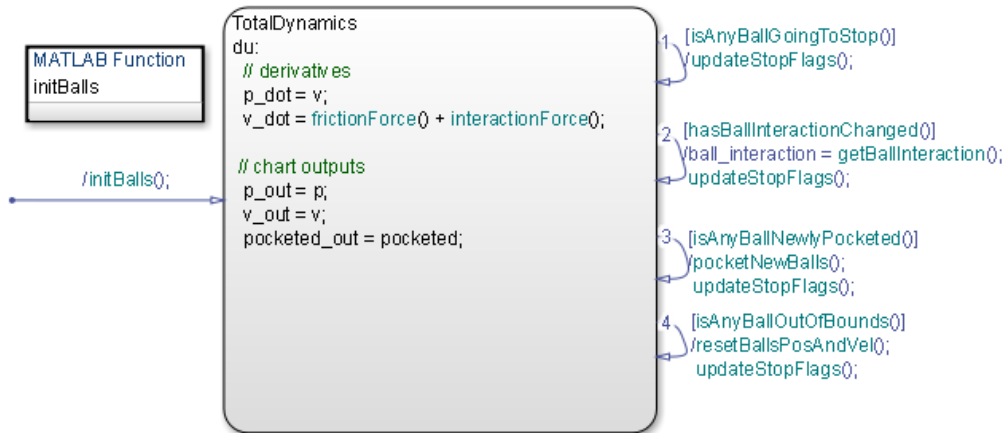 MATLAB Function
initBalls
/initBalls();
TotalDynamics
du:
// derivatives
p_dot = v;
v_dot = frictionForce() + interactionForce();
// chart outputs
p_out = p;
v_out = v;
pocketed_out = pocketed;
1
[isAnyBallGoingToStop()]
/updateStopFlags();
2
[hasBallInteractionChanged()]
/ball_interaction = getBallInteraction();
updateStopFlags();
3
[isAnyBallNewlyPocketed()]
/pocketNewBalls();
updateStopFlags();
4
[isAnyBallOutOfBounds()]
/resetBallsPosAndVel();
updateStopFlags();